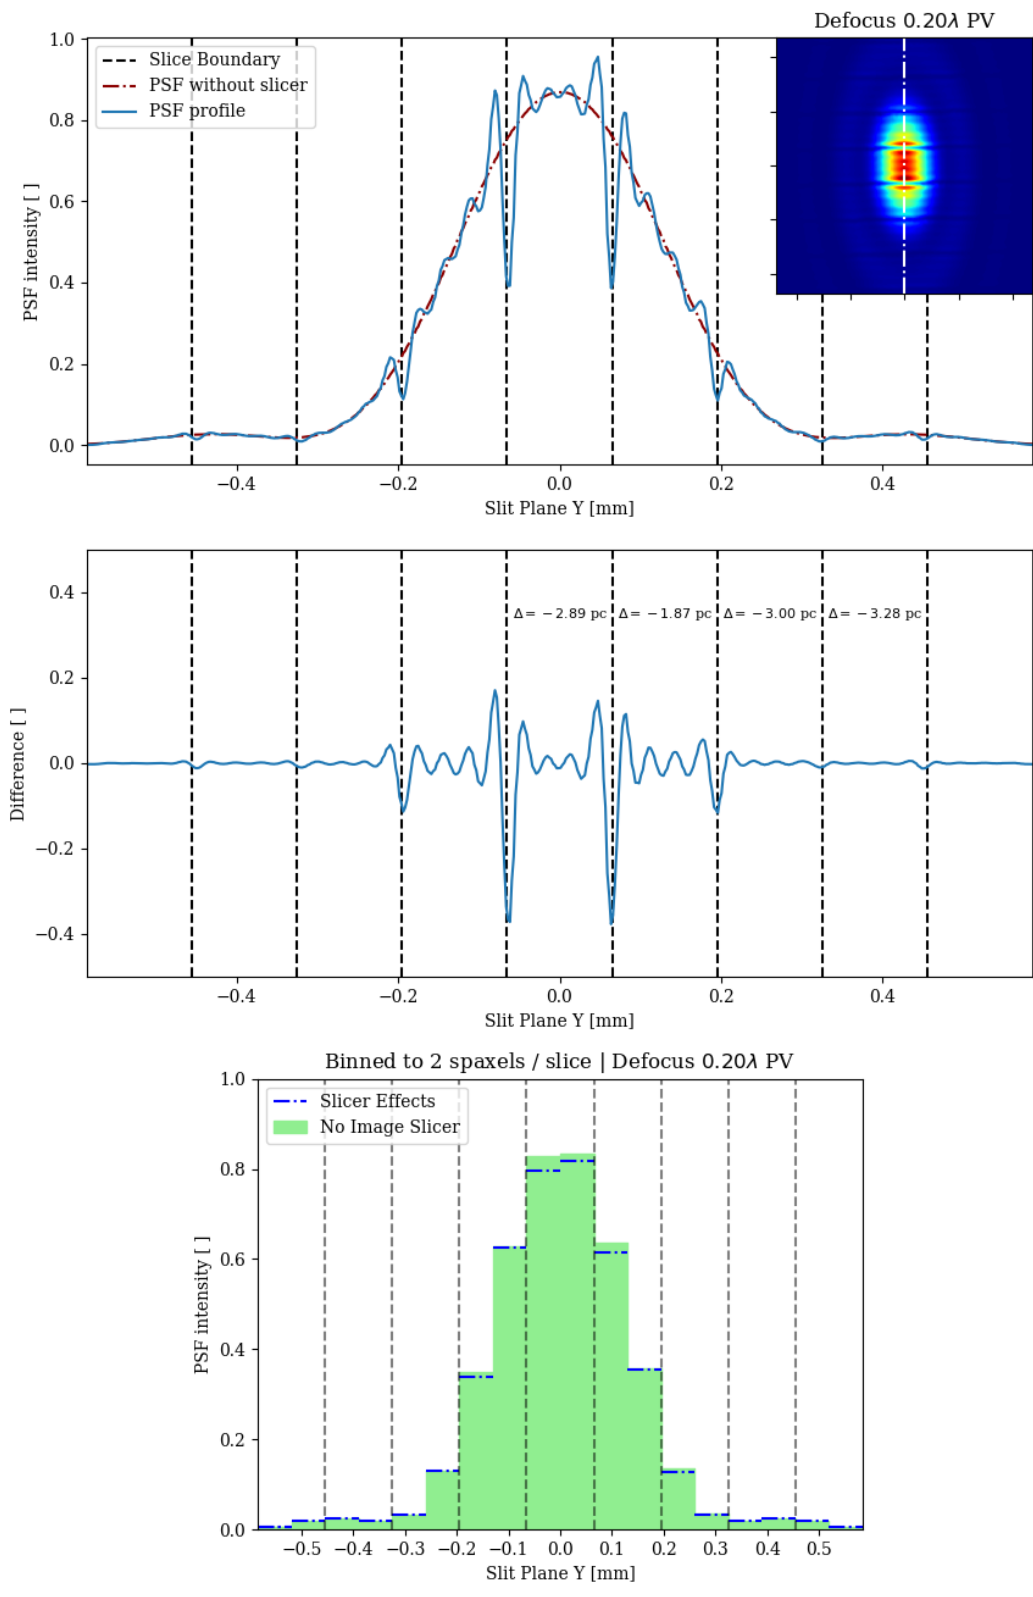 Defocus 0.20λ PV
Slice Boundary
PSF without slicer
PSF profile
1.0
0.8
0.6
0.4
0.2
0.0
PSF intensity [ ]
−0.4
−0.2
0.0
0.2
0.4
Slit Plane Y [mm]
0.4
0.2
0.0
−0.2
−0.4
Difference [ ]
Δ= −2.89 pc
Δ= −1.87 pc
Δ= −3.00 pc
Δ= −3.28 pc
−0.4
−0.2
0.0
0.2
0.4
Slit Plane Y [mm]
Binned to 2 spaxels / slice | Defocus 0.20λ PV
Slicer Effects
No Image Slicer
1.0
0.8
0.6
0.4
0.2
0.0
PSF intensity [ ]
−0.5
−0.4
−0.3
−0.2
−0.1
0.0
0.1
0.2
0.3
0.4
0.5
Slit Plane Y [mm]